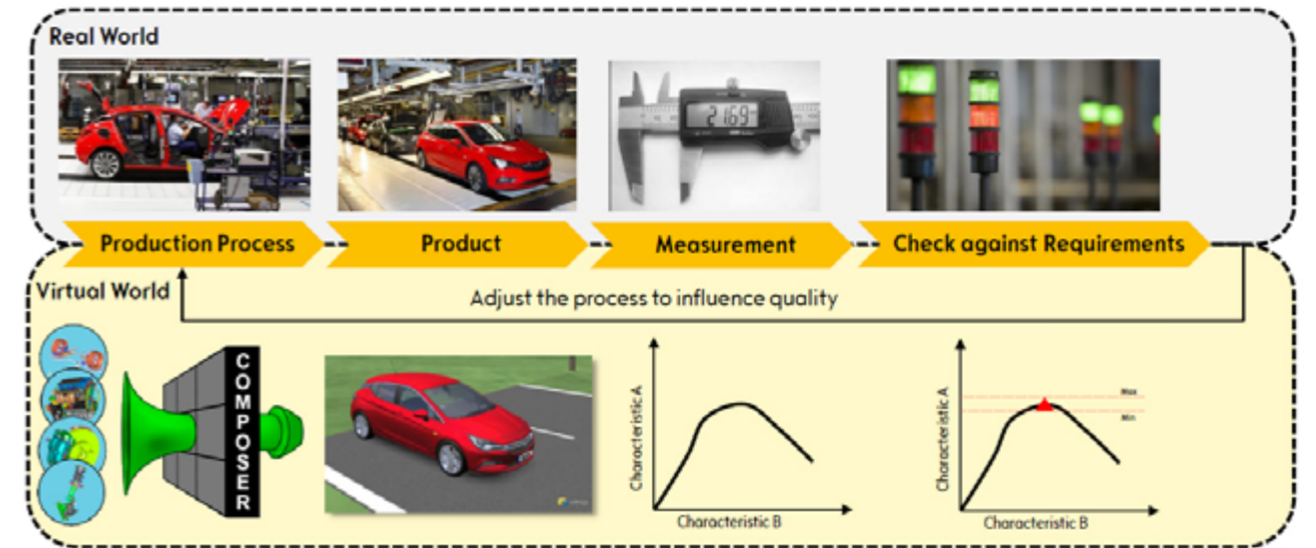 Real World
2169
Production Process
Product
Measurement
Check against Requirements
Virtual World
Adjust the process to influence quality
COMPOSER
Characteristic A
Characteristic B
Characteristic A
Max
Min
Characteristic B